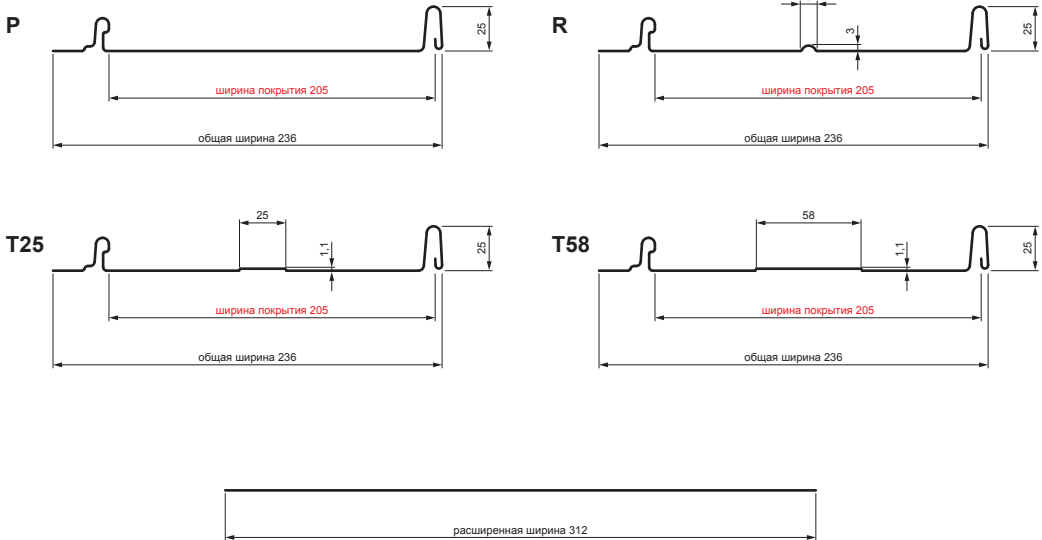 P
25
ширина покрытия 205
общая ширина 236
R
3
25
ширина покрытия 205
общая ширина 236
T25
25
1,1
25
ширина покрытия 205
общая ширина 236
T58
58
1,1
25
ширина покрытия 205
общая ширина 236
расширенная ширина 312